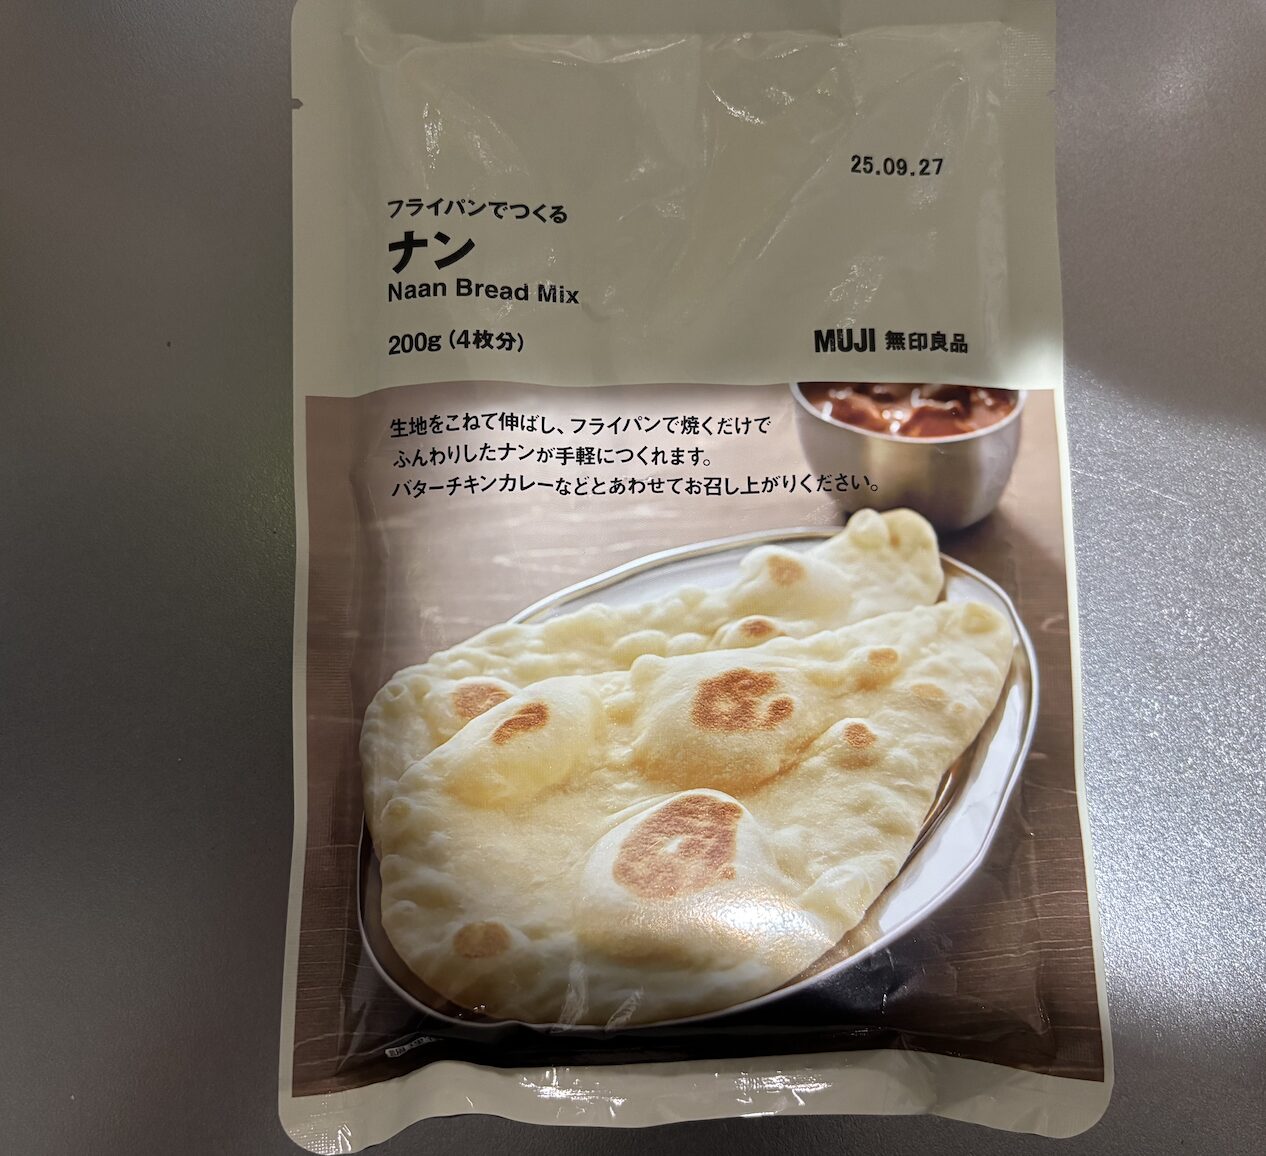 25.09.27
フライパンでつくる
ナン
Naan Bread Mix
200g (4枚分)
MUJI 無印良品
生地をこねて伸ばし、フライパンで焼くだけで
ふんわりしたナンが手軽につくれます。
バターチキンカレーなどとあわせてお召し上がりください。